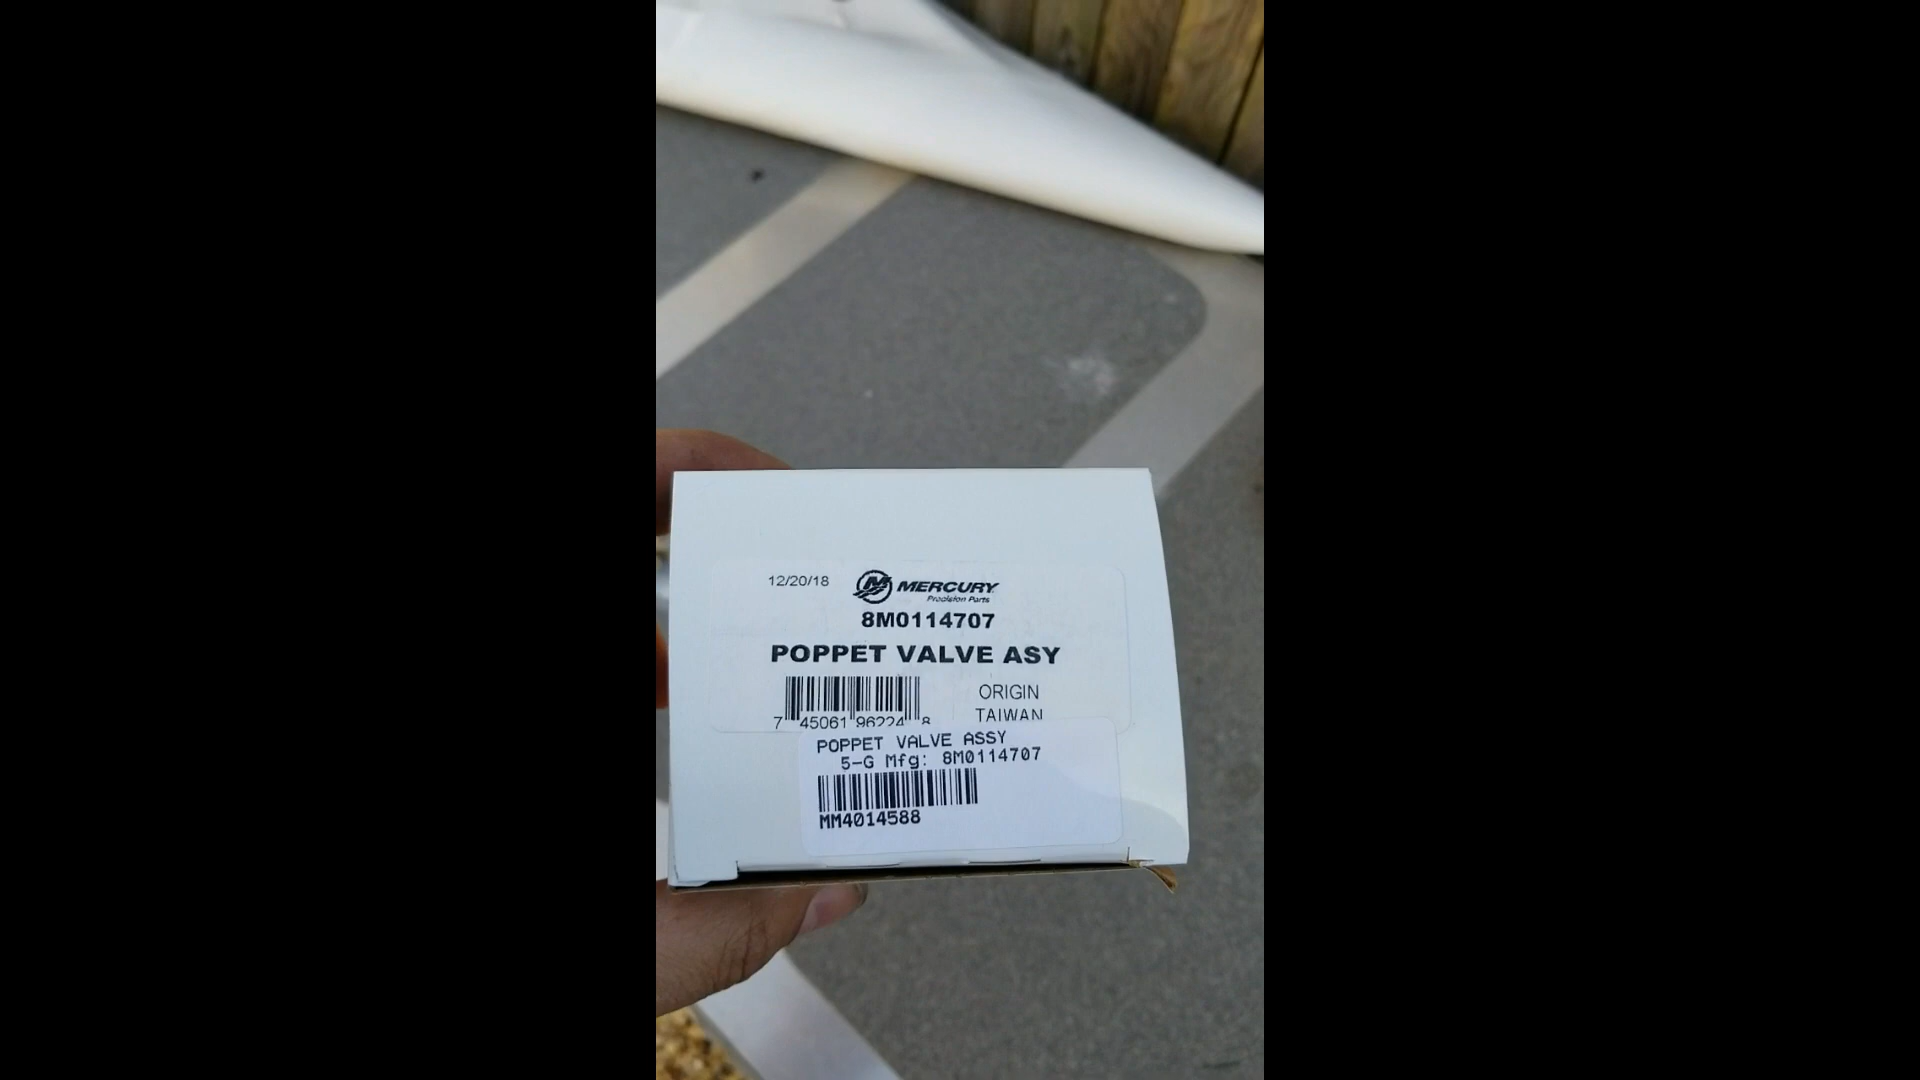 12/20/18 MERCURY
Precision Parts
8M0114707
POPPET VALVE ASY
ORIGIN
7 45061 96224 8 TAIWAN
POPPET VALVE ASSY
5-G Mfg: 8M0114707
MM4014588